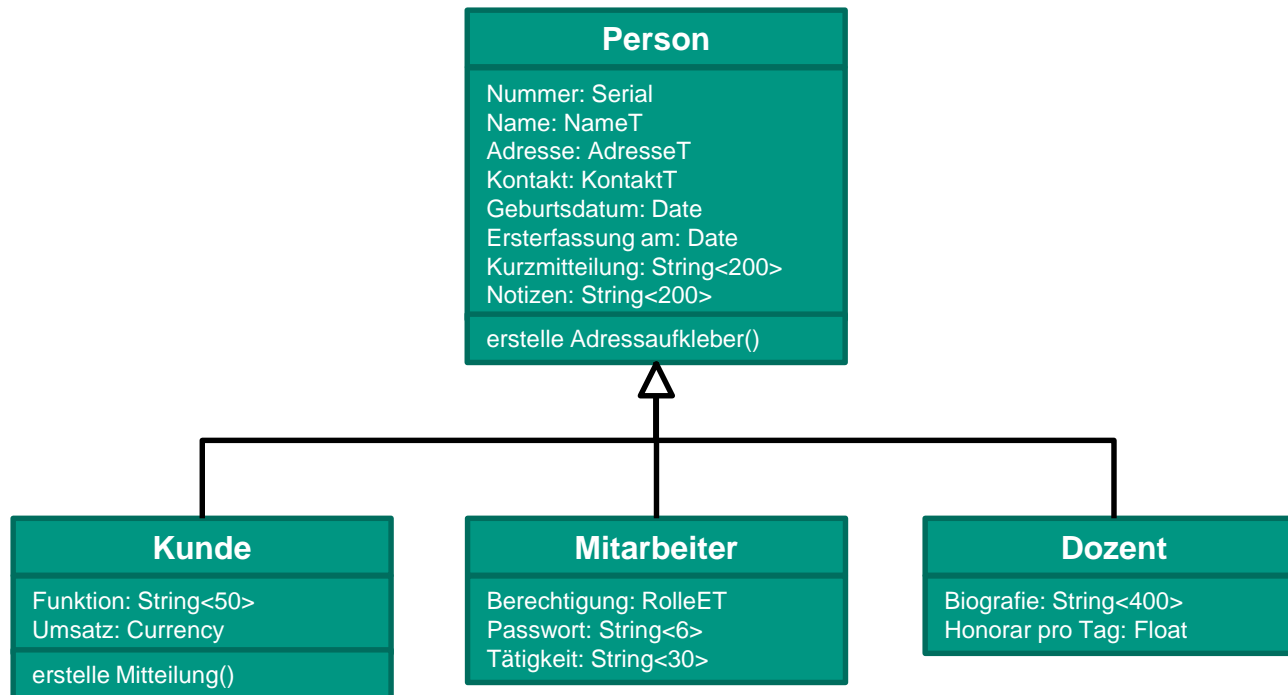 Person
Nummer: Serial
Name: NameT
Adresse: AdresseT
Kontakt: KontaktT
Geburtsdatum: Date
Ersterfassung am: Date
Kurzmitteilung: String<200>
Notizen: String<200>
erstelle Adressaufkleber()
Kunde
Funktion: String<50>
Umsatz: Currency
erstelle Mitteilung()
Mitarbeiter
Berechtigung: RolleET
Passwort: String<6>
Tätigkeit: String<30>
Dozent
Biografie: String<400>
Honorar pro Tag: Float